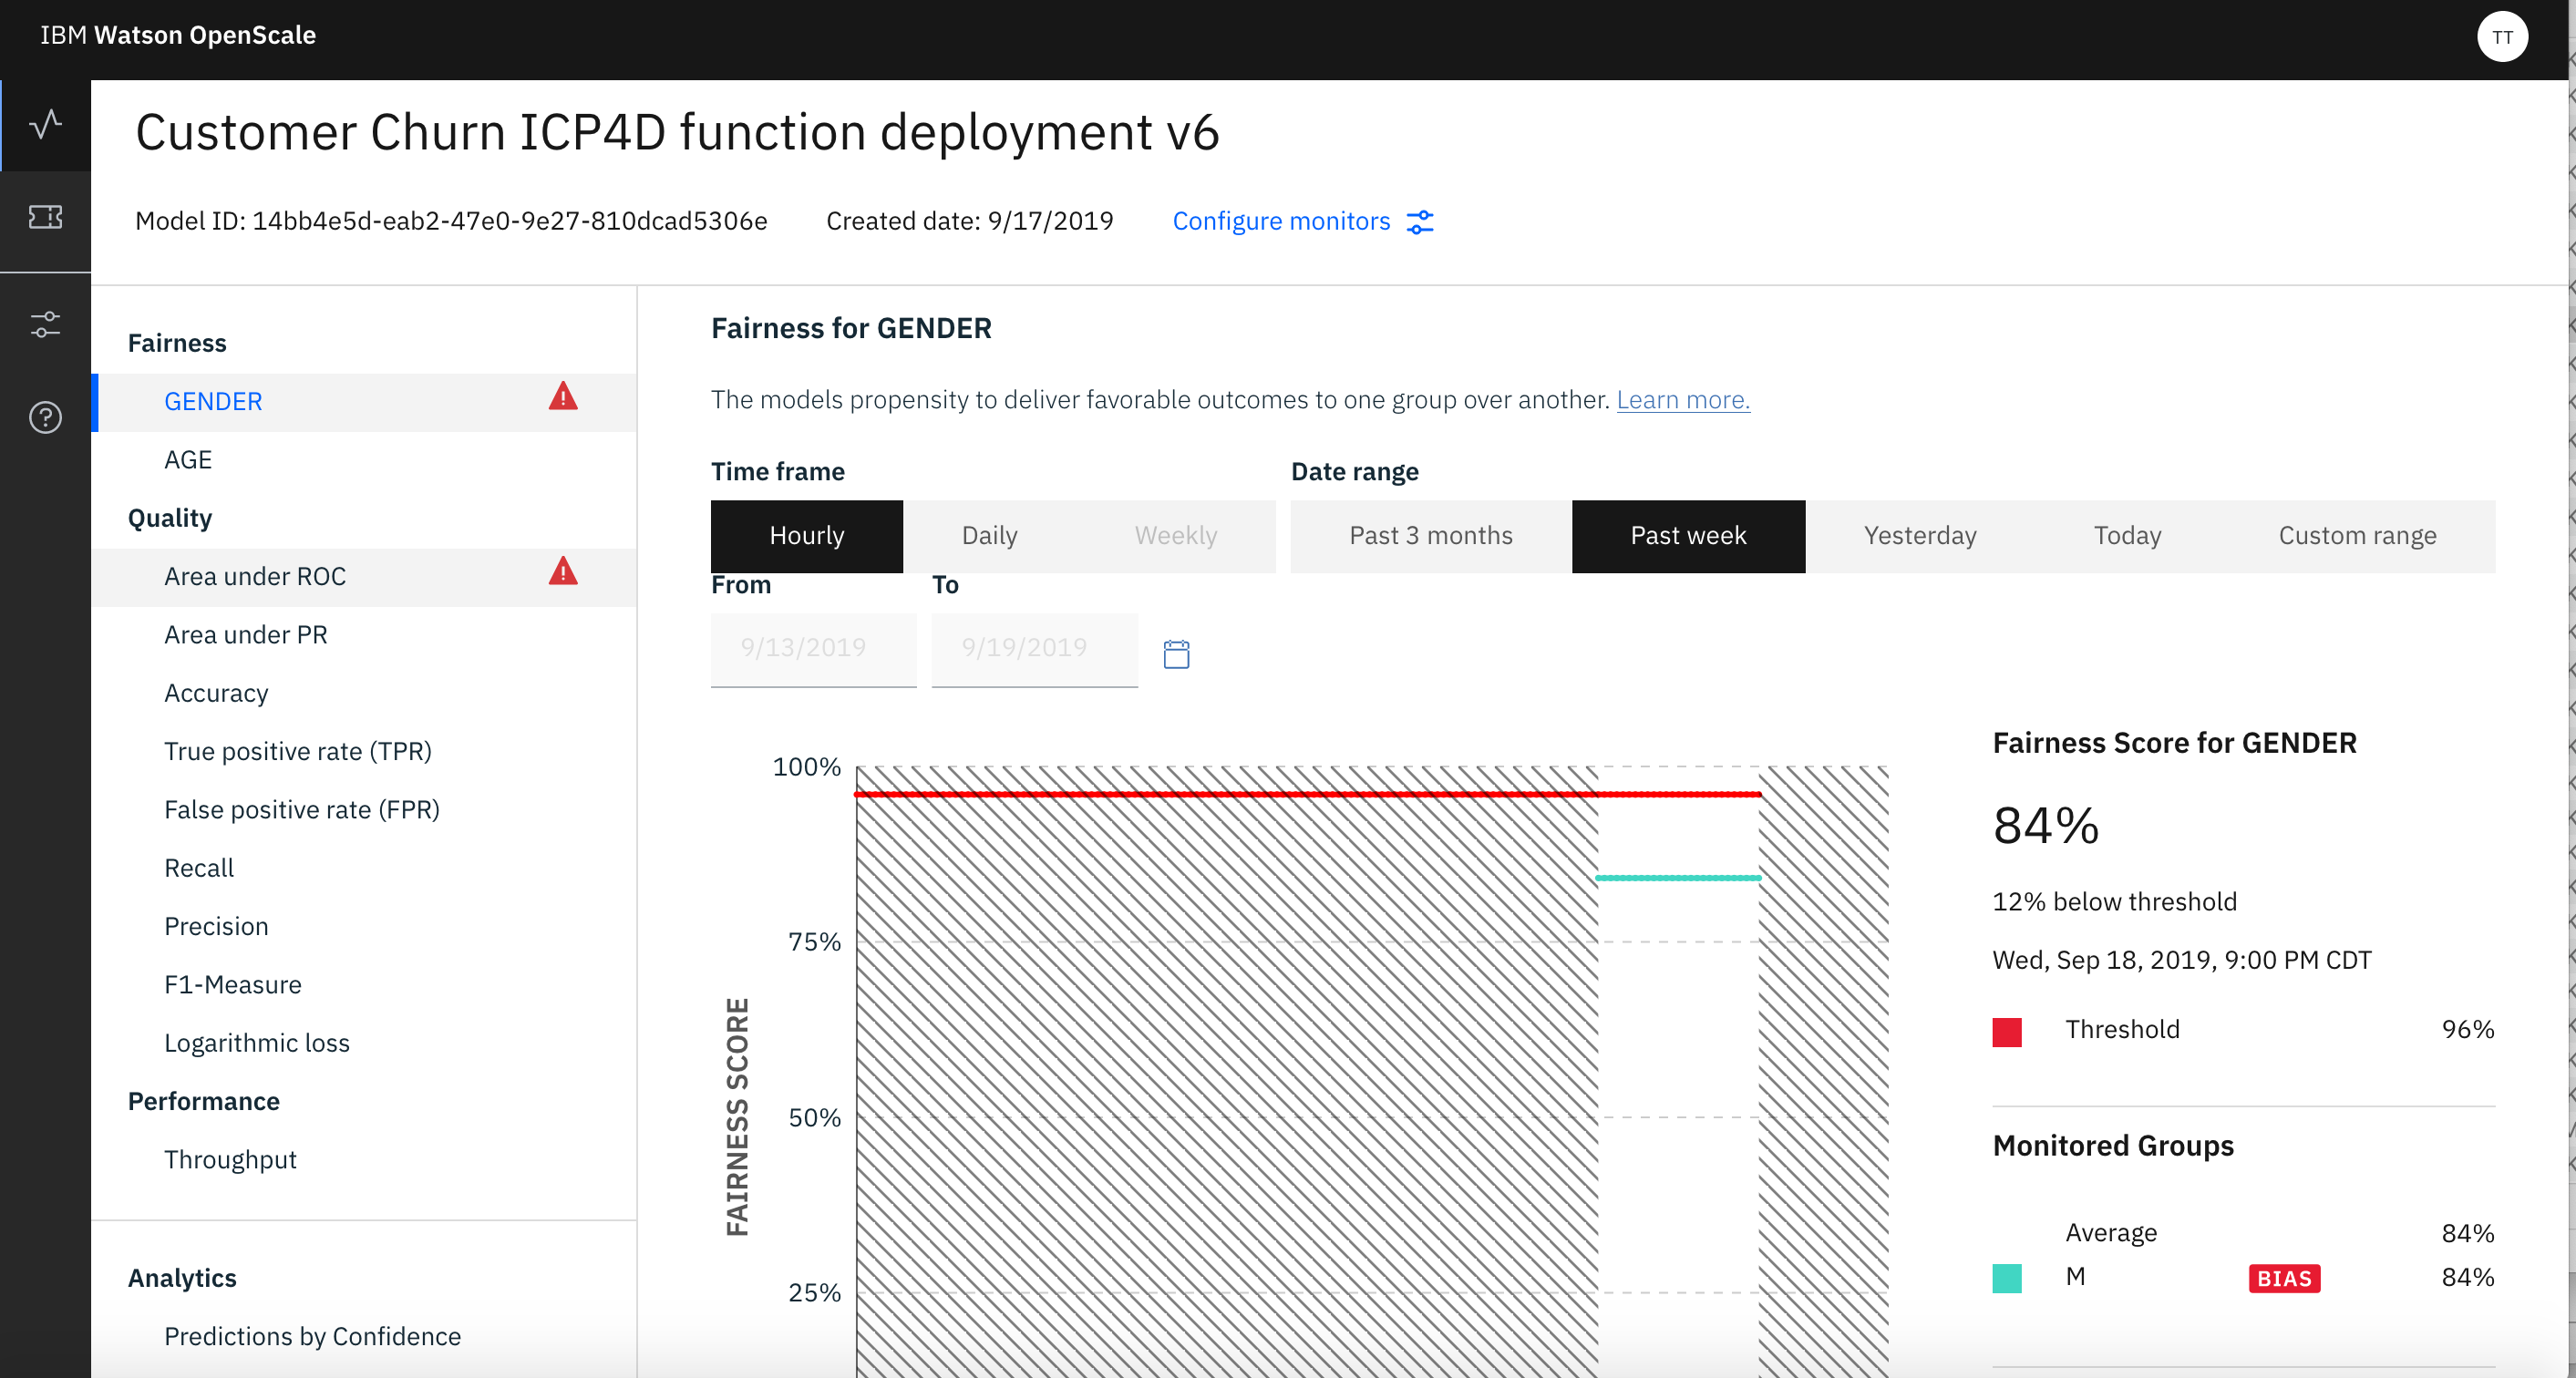 IBM Watson OpenScale
TT
Customer Churn ICP4D function deployment v6
Model ID: 14bb4e5d-eab2-47e0-9e27-810dcad5306e
Created date: 9/17/2019
Configure monitors
Fairness
GENDER
AGE
Quality
Area under ROC
Area under PR
Accuracy
True positive rate (TPR)
False positive rate (FPR)
Recall
Precision
F1-Measure
Logarithmic loss
Performance
Throughput
Analytics
Predictions by Confidence
Fairness for GENDER
The models propensity to deliver favorable outcomes to one group over another. Learn more.
Time frame
Hourly
Daily
Weekly
Date range
Past 3 months
Past week
Yesterday
Today
Custom range
From
To
9/13/2019
9/19/2019
100%
75%
50%
25%
FAIRNESS SCORE
Fairness Score for GENDER
84%
12% below threshold
Wed, Sep 18, 2019, 9:00 PM CDT
Threshold 96%
Monitored Groups
Average 84%
M BIAS 84%